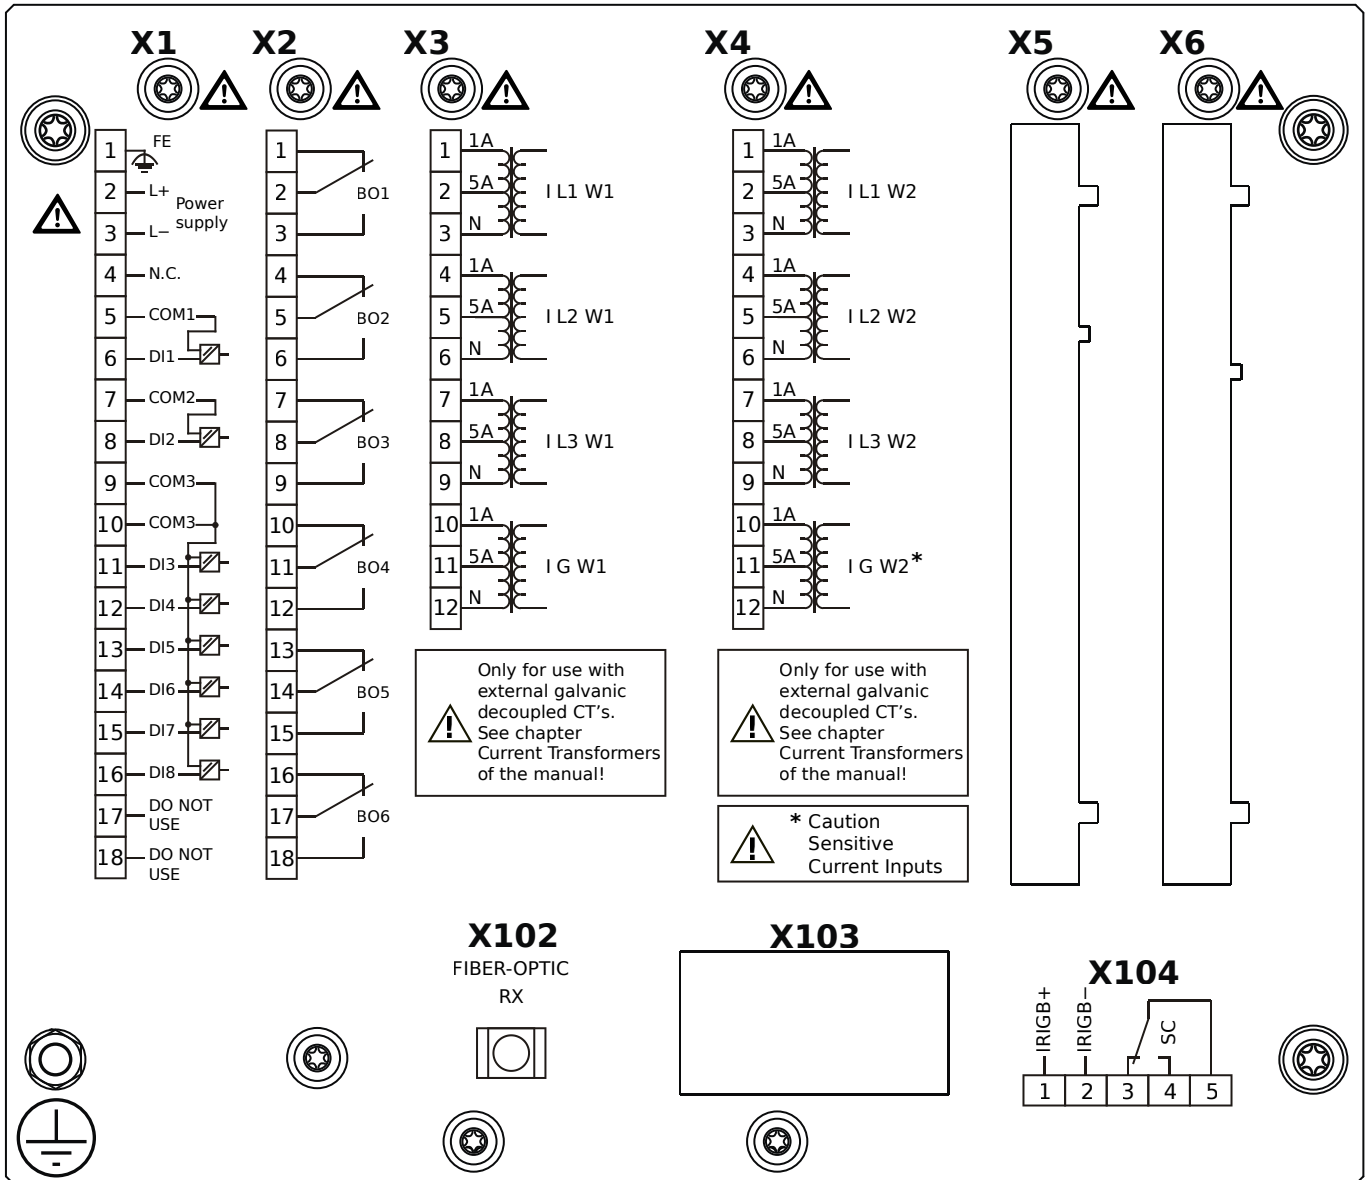 X1
X2
X3
X4
X5
X6
1
FE
2
L+
Power
supply
3
L−
4
N.C.
5
COM1
6
DI1
7
COM2
8
DI2
9
COM3
10
COM3
11
DI3
12
DI4
13
DI5
14
DI6
15
DI7
16
DI8
17
DO NOT
USE
18
DO NOT
USE
1
2
BO1
3
4
5
BO2
6
7
8
BO3
9
10
11
BO4
12
13
14
BO5
15
16
17
BO6
18
1
1A
2
5A
I L1 W1
3
N
4
1A
5
5A
I L2 W1
6
N
7
1A
8
5A
I L3 W1
9
N
10
1A
11
5A
I G W1
12
N
Only for use with
external galvanic
decoupled CT's.
See chapter
Current Transformers
of the manual!
1
1A
2
5A
I L1 W2
3
N
4
1A
5
5A
I L2 W2
6
N
7
1A
8
5A
I L3 W2
9
N
10
1A
11
5A
I G W2*
12
N
Only for use with
external galvanic
decoupled CT's.
See chapter
Current Transformers
of the manual!
* Caution
Sensitive
Current Inputs
X102
FIBER-OPTIC
RX
X103
X104
IRIGB+
IRIGB−
SC
1 2 3 4 5